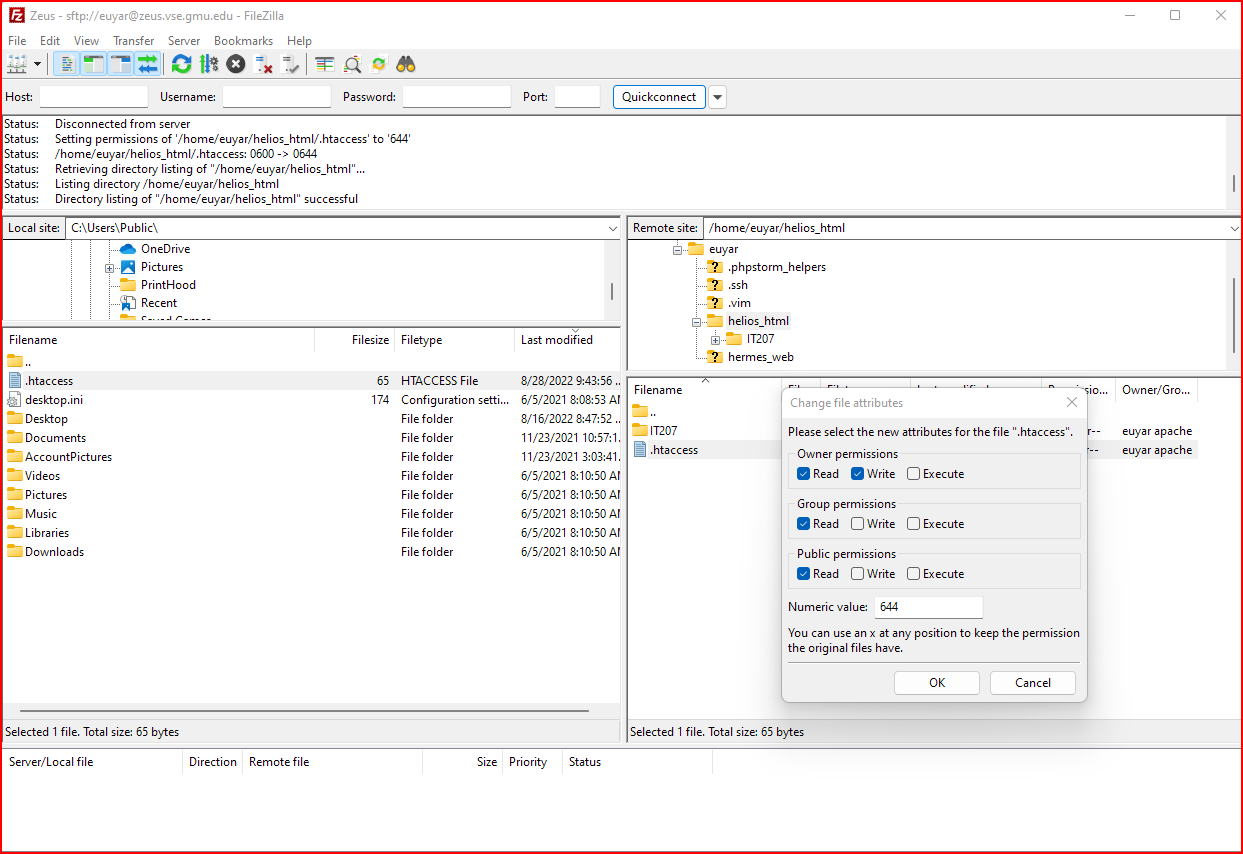 Zeus - sftp://euyar@zeus.vse.gmu.edu - FileZilla
File Edit View Transfer Server Bookmarks Help
Host: Username: Password: Port: Quickconnect
Status: Disconnected from server
Status: Setting permissions of '/home/euyar/helios_html/.htaccess' to '644'
Status: /home/euyar/helios_html/.htaccess: 0600 -> 0644
Status: Retrieving directory listing of "/home/euyar/helios_html"...
Status: Listing directory /home/euyar/helios_html
Status: Directory listing of "/home/euyar/helios_html" successful
Local site: C:\Users\Public\
OneDrive
Pictures
PrintHood
Recent
Filename Filesize Filetype Last modified
..
.htaccess 65 HTACCESS File 8/28/2022 9:43:56 ..
desktop.ini 174 Configuration setti... 6/5/2021 8:08:53 AM
Desktop File folder 8/16/2022 8:47:52 ..
Documents File folder 11/23/2021 10:57:1.
AccountPictures File folder 11/23/2021 3:03:41.
Videos File folder 6/5/2021 8:10:50 AM
Pictures File folder 6/5/2021 8:10:50 AM
Music File folder 6/5/2021 8:10:50 AM
Libraries File folder 6/5/2021 8:10:50 AM
Downloads File folder 6/5/2021 8:10:50 AM
Selected 1 file. Total size: 65 bytes
Remote site: /home/euyar/helios_html
euyar
? .phpstorm_helpers
? .ssh
? .vim
helios_html
IT207
? hermes_web
Filename Owner/Gro...
..
IT207 r-- euyar apache
.htaccess r-- euyar apache
Selected 1 file. Total size: 65 bytes
Change file attributes
Please select the new attributes for the file ".htaccess".
Owner permissions
Read Write Execute
Group permissions
Read Write Execute
Public permissions
Read Write Execute
Numeric value: 644
You can use an x at any position to keep the permission
the original files have.
OK Cancel
Server/Local file Direction Remote file Size Priority Status